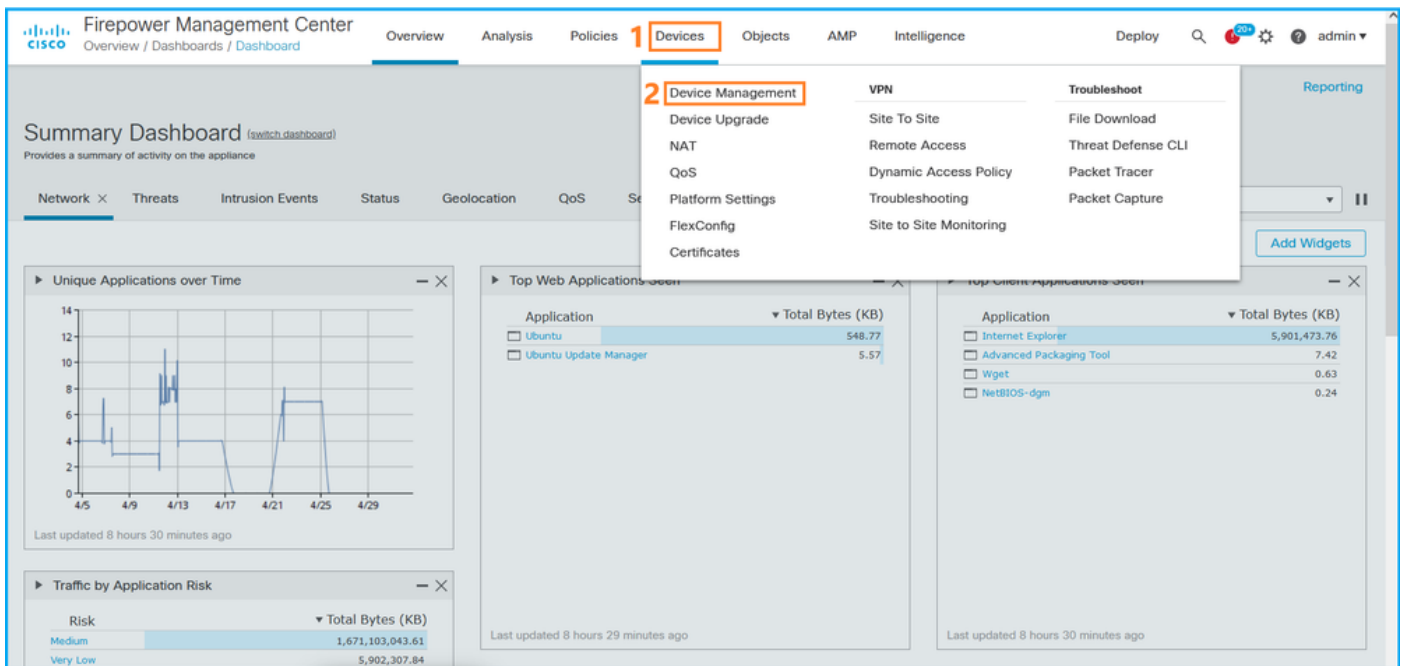 CISCO
Firepower Management Center
Overview / Dashboards / Dashboard
Overview
Analysis
Policies
1
Devices
Objects
AMP
Intelligence
Deploy
20+
admin
Reporting
2
Device Management
Device Upgrade
NAT
QoS
Platform Settings
FlexConfig
Certificates
VPN
Site To Site
Remote Access
Dynamic Access Policy
Troubleshooting
Site to Site Monitoring
Troubleshoot
File Download
Threat Defense CLI
Packet Tracer
Packet Capture
Summary Dashboard (switch dashboard)
Provides a summary of activity on the appliance
Network
Threats
Intrusion Events
Status
Geolocation
QoS
Add Widgets
Unique Applications over Time
14
12
10
8
6
4
2
0
4/5 4/9 4/13 4/17 4/21 4/25 4/29
Last updated 8 hours 30 minutes ago
Top Web Applications Seen
Application Total Bytes (KB)
Ubuntu 548.77
Ubuntu Update Manager 5.57
Last updated 8 hours 29 minutes ago
Top Client Applications Seen
Application Total Bytes (KB)
Internet Explorer 5,901,473.76
Advanced Packaging Tool 7.42
Wget 0.63
NetBIOS-dgm 0.24
Last updated 8 hours 30 minutes ago
Traffic by Application Risk
Risk Total Bytes (KB)
Medium 1,671,103,043.61
Very Low 5,902,307.84